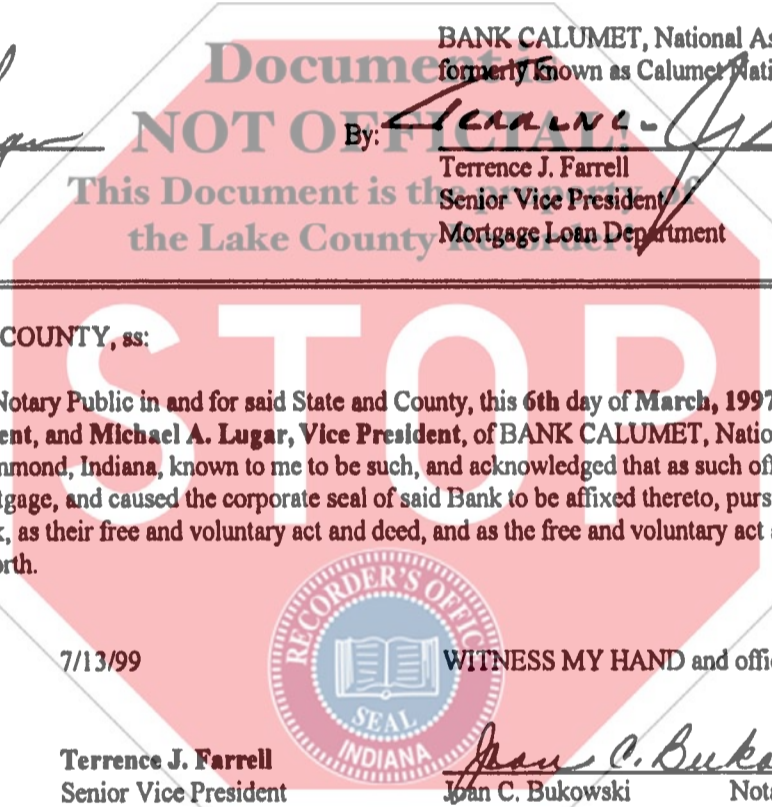 BANK CALUMET, National As
formerly known as Calumet Nati
Document is
NOT OFFICIAL!
This Document is the property of
the Lake County Recorder!
By: Terrence J
Terrence J. Farrell
Senior Vice President
Mortgage Loan Department
STOP
COUNTY, ss:
Notary Public in and for said State and County, this 6th day of March, 1997
ent, and Michael A. Lugar, Vice President, of BANK CALUMET, Natio
mmond, Indiana, known to me to be such, and acknowledged that as such off
tgage, and caused the corporate seal of said Bank to be affixed thereto, purs
k, as their free and voluntary act and deed, and as the free and voluntary act
orth.
RECORDER'S OFFICE
SEAL
INDIANA
7/13/99
WITNESS MY HAND and offi
Joan C. Buko
Terrence J. Farrell
Senior Vice President
Joan C. Bukowski Nota